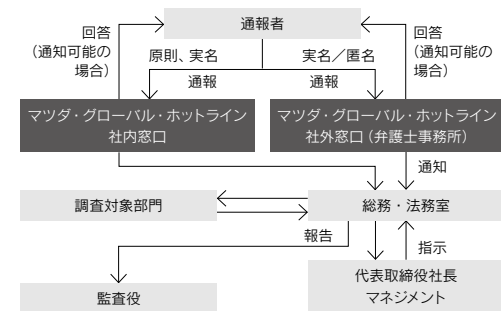 通報者
回答
(通知可能の
場合)
原則、実名
通報
実名／匿名
通報
回答
(通知可能の
場合)
マツダ・グローバル・ホットライン
社内窓口
マツダ・グローバル・ホットライン
社外窓口(弁護士事務所)
通知
調査対象部門
総務・法務室
報告
指示
監査役
代表取締役社長
マネジメント